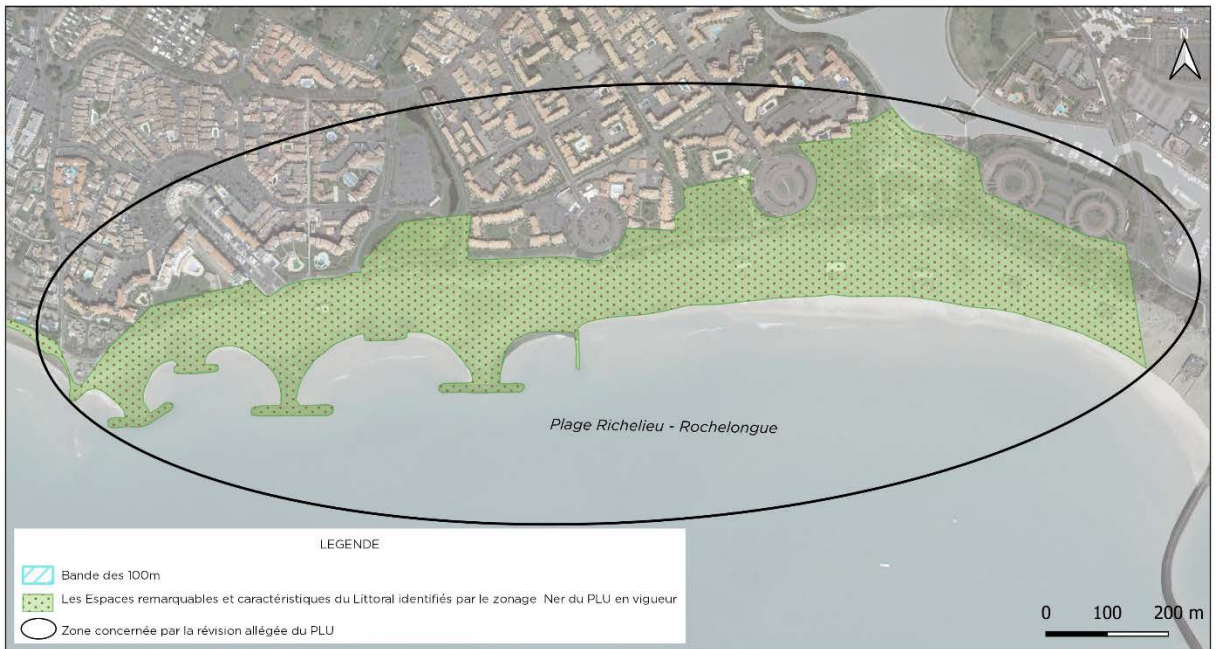 N
Plage Richelieu - Rochelongue
LEGENDE
Bande des 100m
Les Espaces remarquables et caractéristiques du Littoral identifiés par le zonage Ner du PLU en vigueur
Zone concernée par la révision allégée du PLU
0 100 200 m